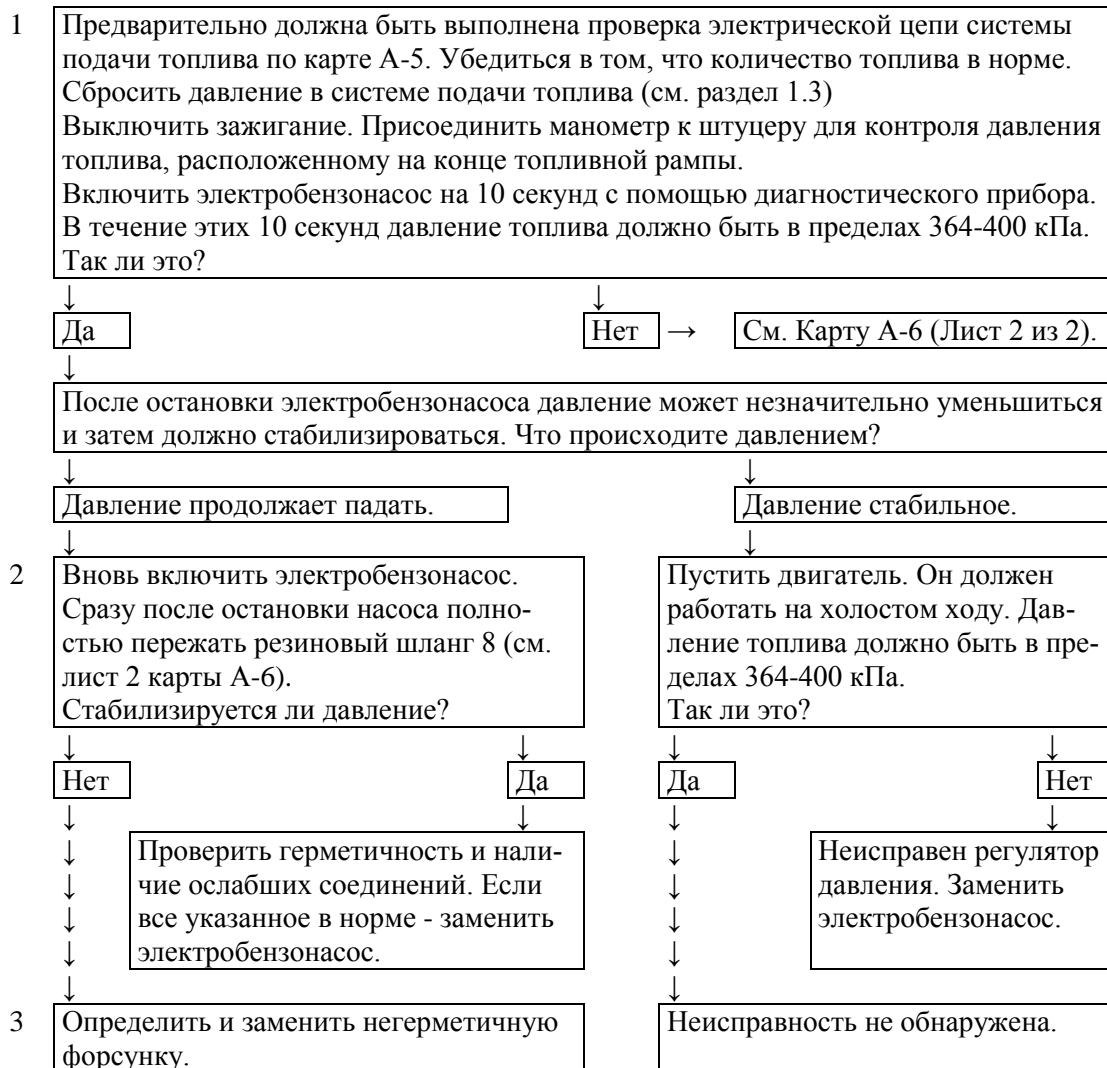 1 Предварительно должна быть выполнена проверка электрической цепи системы
подачи топлива по карте А-5. Убедиться в том, что количество топлива в норме.
Сбросить давление в системе подачи топлива (см. раздел 1.3)
Выключить зажигание. Присоединить манометр к штуцеру для контроля давления
топлива, расположенному на конце топливной рампы.
Включить электробензонасос на 10 секунд с помощью диагностического прибора.
В течение этих 10 секунд давление топлива должно быть в пределах 364-400 кПа.
Так ли это?
↓ ↓
Да Нет → См. Карту А-6 (Лист 2 из 2).
↓
После остановки электробензонасоса давление может незначительно уменьшиться
и затем должно стабилизироваться. Что происходите давлением?
↓ ↓
Давление продолжает падать. Давление стабильное.
↓ ↓
2 Вновь включить электробензонасос.
Сразу после остановки насоса полно-
стью пережать резиновый шланг 8 (см.
лист 2 карты А-6).
Стабилизируется ли давление?
Пустить двигатель. Он должен
работать на холостом ходу. Дав-
ление топлива должно быть в пре-
делах 364-400 кПа.
Так ли это?
↓ ↓ ↓ ↓
Нет Да Да Нет
↓ ↓ ↓ ↓
Проверить герметичность и нали-
чие ослабших соединений. Если
все указанное в норме - заменить
электробензонасос.
Неисправен регулятор
давления. Заменить
электробензонасос.
↓ ↓
↓ ↓
↓ ↓
↓ ↓
↓ ↓
3 Определить и заменить негерметичную
форсунку.
Неисправность не обнаружена.